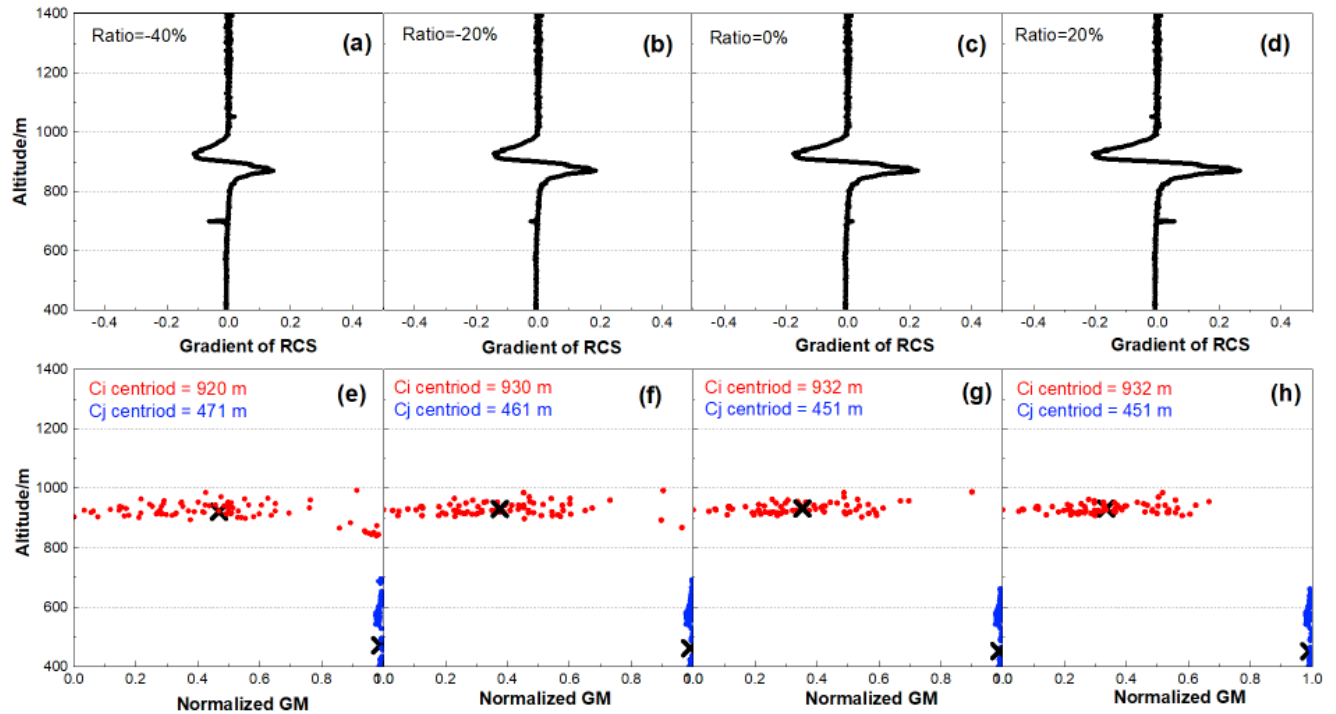 Ratio=-40%
(a)
Ratio=-20%
(b)
Ratio=0%
(c)
Ratio=20%
(d)
Altitude/m
1400
1200
1000
800
600
400
-0.4 -0.2 0.0 0.2 0.4
-0.4 -0.2 0.0 0.2 0.4
-0.4 -0.2 0.0 0.2 0.4
-0.4 -0.2 0.0 0.2 0.4
Gradient of RCS
Gradient of RCS
Gradient of RCS
Gradient of RCS
Ci centriod = 920 m
Cj centriod = 471 m
(e)
Ci centriod = 930 m
Cj centriod = 461 m
(f)
Ci centriod = 932 m
Cj centriod = 451 m
(g)
Ci centriod = 932 m
Cj centriod = 451 m
(h)
Altitude/m
1400
1200
1000
800
600
400
0.0 0.2 0.4 0.6 0.8
0.2 0.4 0.6 0.8
0.2 0.4 0.6 0.8
0.2 0.4 0.6 0.8 1.0
Normalized GM
Normalized GM
Normalized GM
Normalized GM